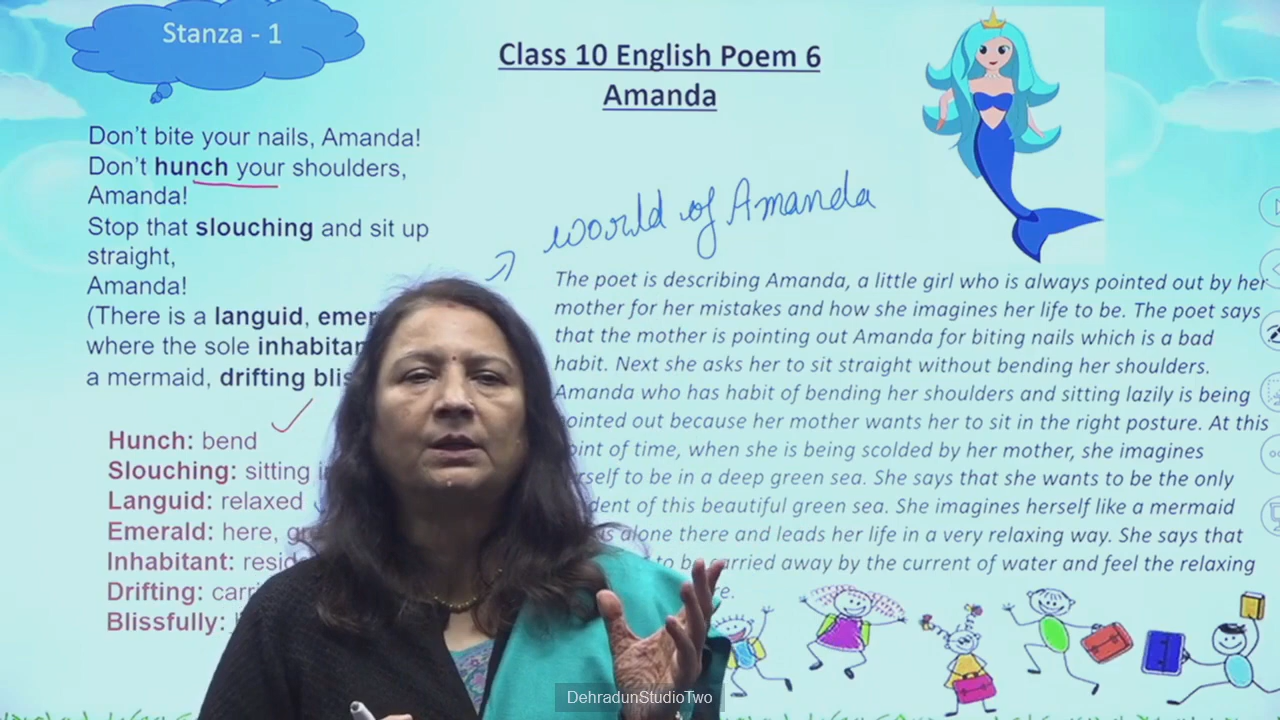 Stanza - 1
Class 10 English Poem 6
Amanda
Don't bite your nails, Amanda!
Don't hunch your shoulders,
Amanda!
Stop that slouching and sit up
straight,
Amanda!
(There is a languid,
where the sole
a mermaid, drifting
Hunch: bend
Slouching: sitting
Languid: relaxed
Emerald: here,
Inhabitant:
Drifting:
Blissfully:
world of Amanda
The poet is describing Amanda, a little girl who is always pointed out by her
mother for her mistakes and how she imagines her life to be. The poet says
that the mother is pointing out Amanda for biting nails which is a bad
habit. Next she asks her to sit straight without bending her shoulders.
Amanda who has habit of bending her shoulders and sitting lazily is being
pointed out because her mother wants her to sit in the right posture. At this
point of time, when she is being scolded by her mother, she imagines
herself to be in a deep green sea. She says that she wants to be the only
of this beautiful green sea. She imagines herself like a mermaid
alone there and leads her life in a very relaxing way. She says that
to be carried away by the current of water and feel the relaxing
DehradunStudioTwo